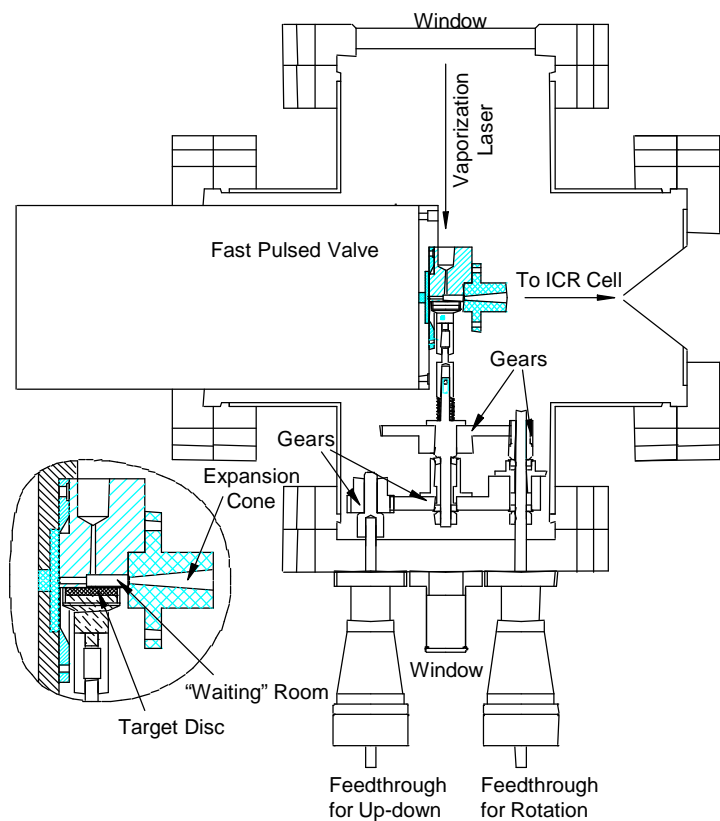 Window
Vaporization
Laser
Fast Pulsed Valve
To ICR Cell
Gears
Gears
Expansion
Cone
“Waiting” Room
Target Disc
Window
Feedthrough
for Up-down
Feedthrough
for Rotation